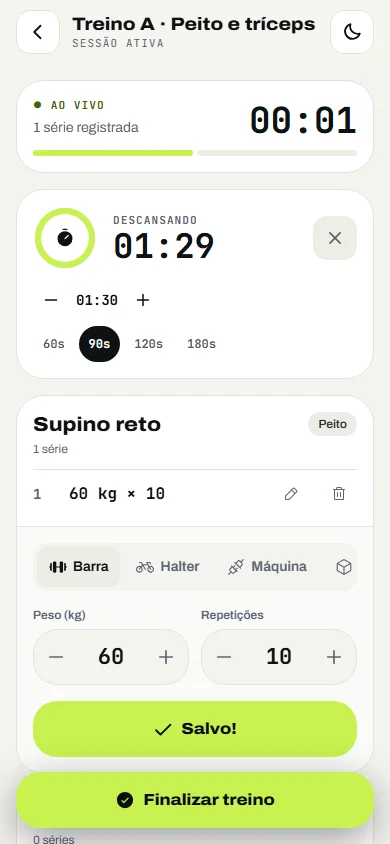 Treino A · Peito e tríceps
SESSÃO ATIVA
AO VIVO
1 série registrada
00:01
DESCANSANDO
01:29
01:30
60s 90s 120s 180s
Supino reto
Peito
1 série
1 60 kg × 10
Barra Halter Máquina
Peso (kg) Repetições
60 10
Salvo!
Finalizar treino
0 séries